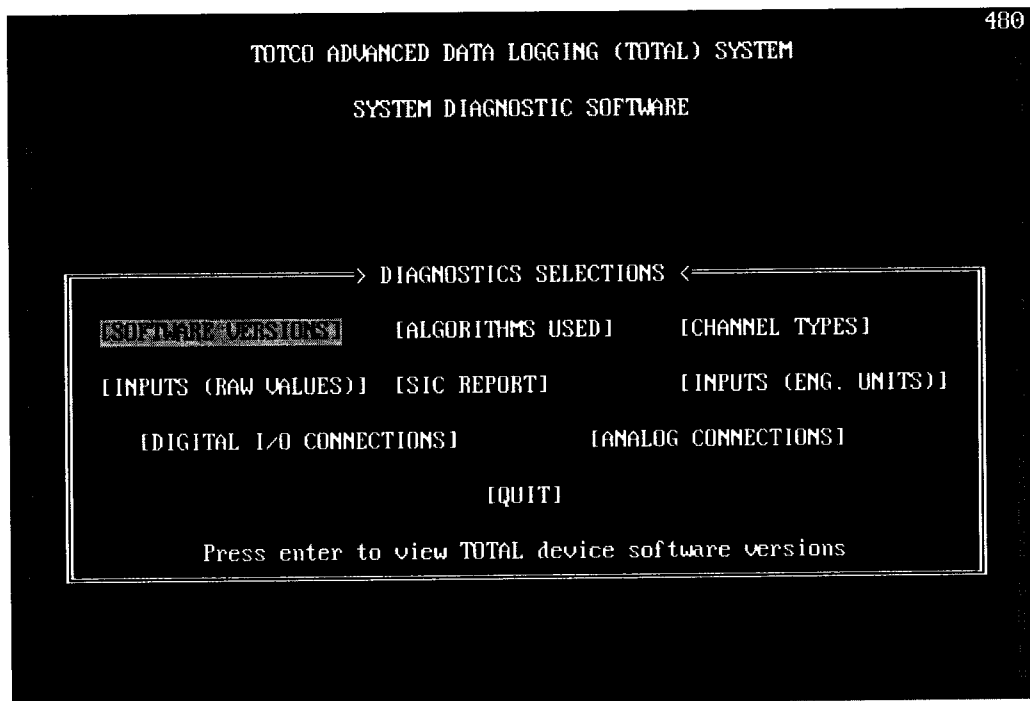 480
TOTCO ADVANCED DATA LOGGING (TOTAL) SYSTEM
SYSTEM DIAGNOSTIC SOFTWARE
> DIAGNOSTICS SELECTIONS <
[SOFTWARE VERSIONS] [ALGORITHMS USED] [CHANNEL TYPES]
[INPUTS (RAW VALUES)] [SIC REPORT] [INPUTS (ENG. UNITS)]
[DIGITAL I/O CONNECTIONS] [ANALOG CONNECTIONS]
[QUIT]
Press enter to view TOTAL device software versions